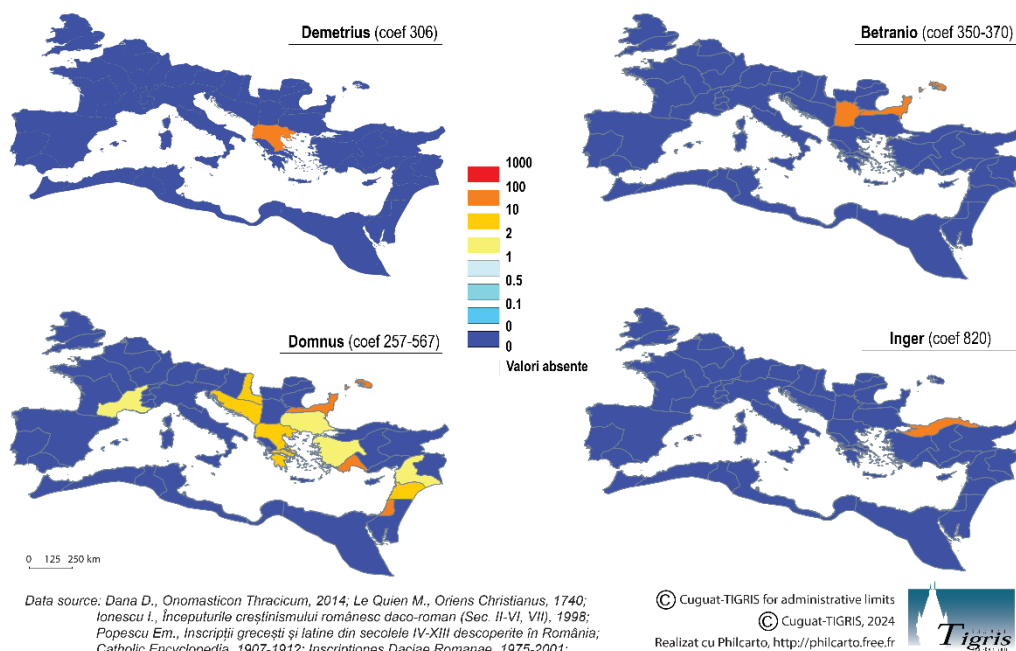 Demetrius (coef 306)
Betranio (coef 350-370)
1000
100
10
2
1
0.5
0.1
0
0
Valori absente
Domnus (coef 257-567)
Inger (coef 820)
0 125 250 km
Data source: Dana D., Onomasticon Thracicum, 2014; Le Quien M., Oriens Christianus, 1740;
Ionescu I., Începuturile creștinismului românesc daco-roman (Sec. II-VI, VII), 1998;
Popescu Em., Inscripții grecești și latine din secolele IV-XIII descoperite în România;
Catholic Encyclopedia, 1907-1912; Inscriptiones Daciae Romanae, 1975-2001;
© Cuguat-TIGRIS for administrative limits
© Cuguat-TIGRIS, 2024
Realizat cu Philcarto, http://philcarto.free.fr
Tigris